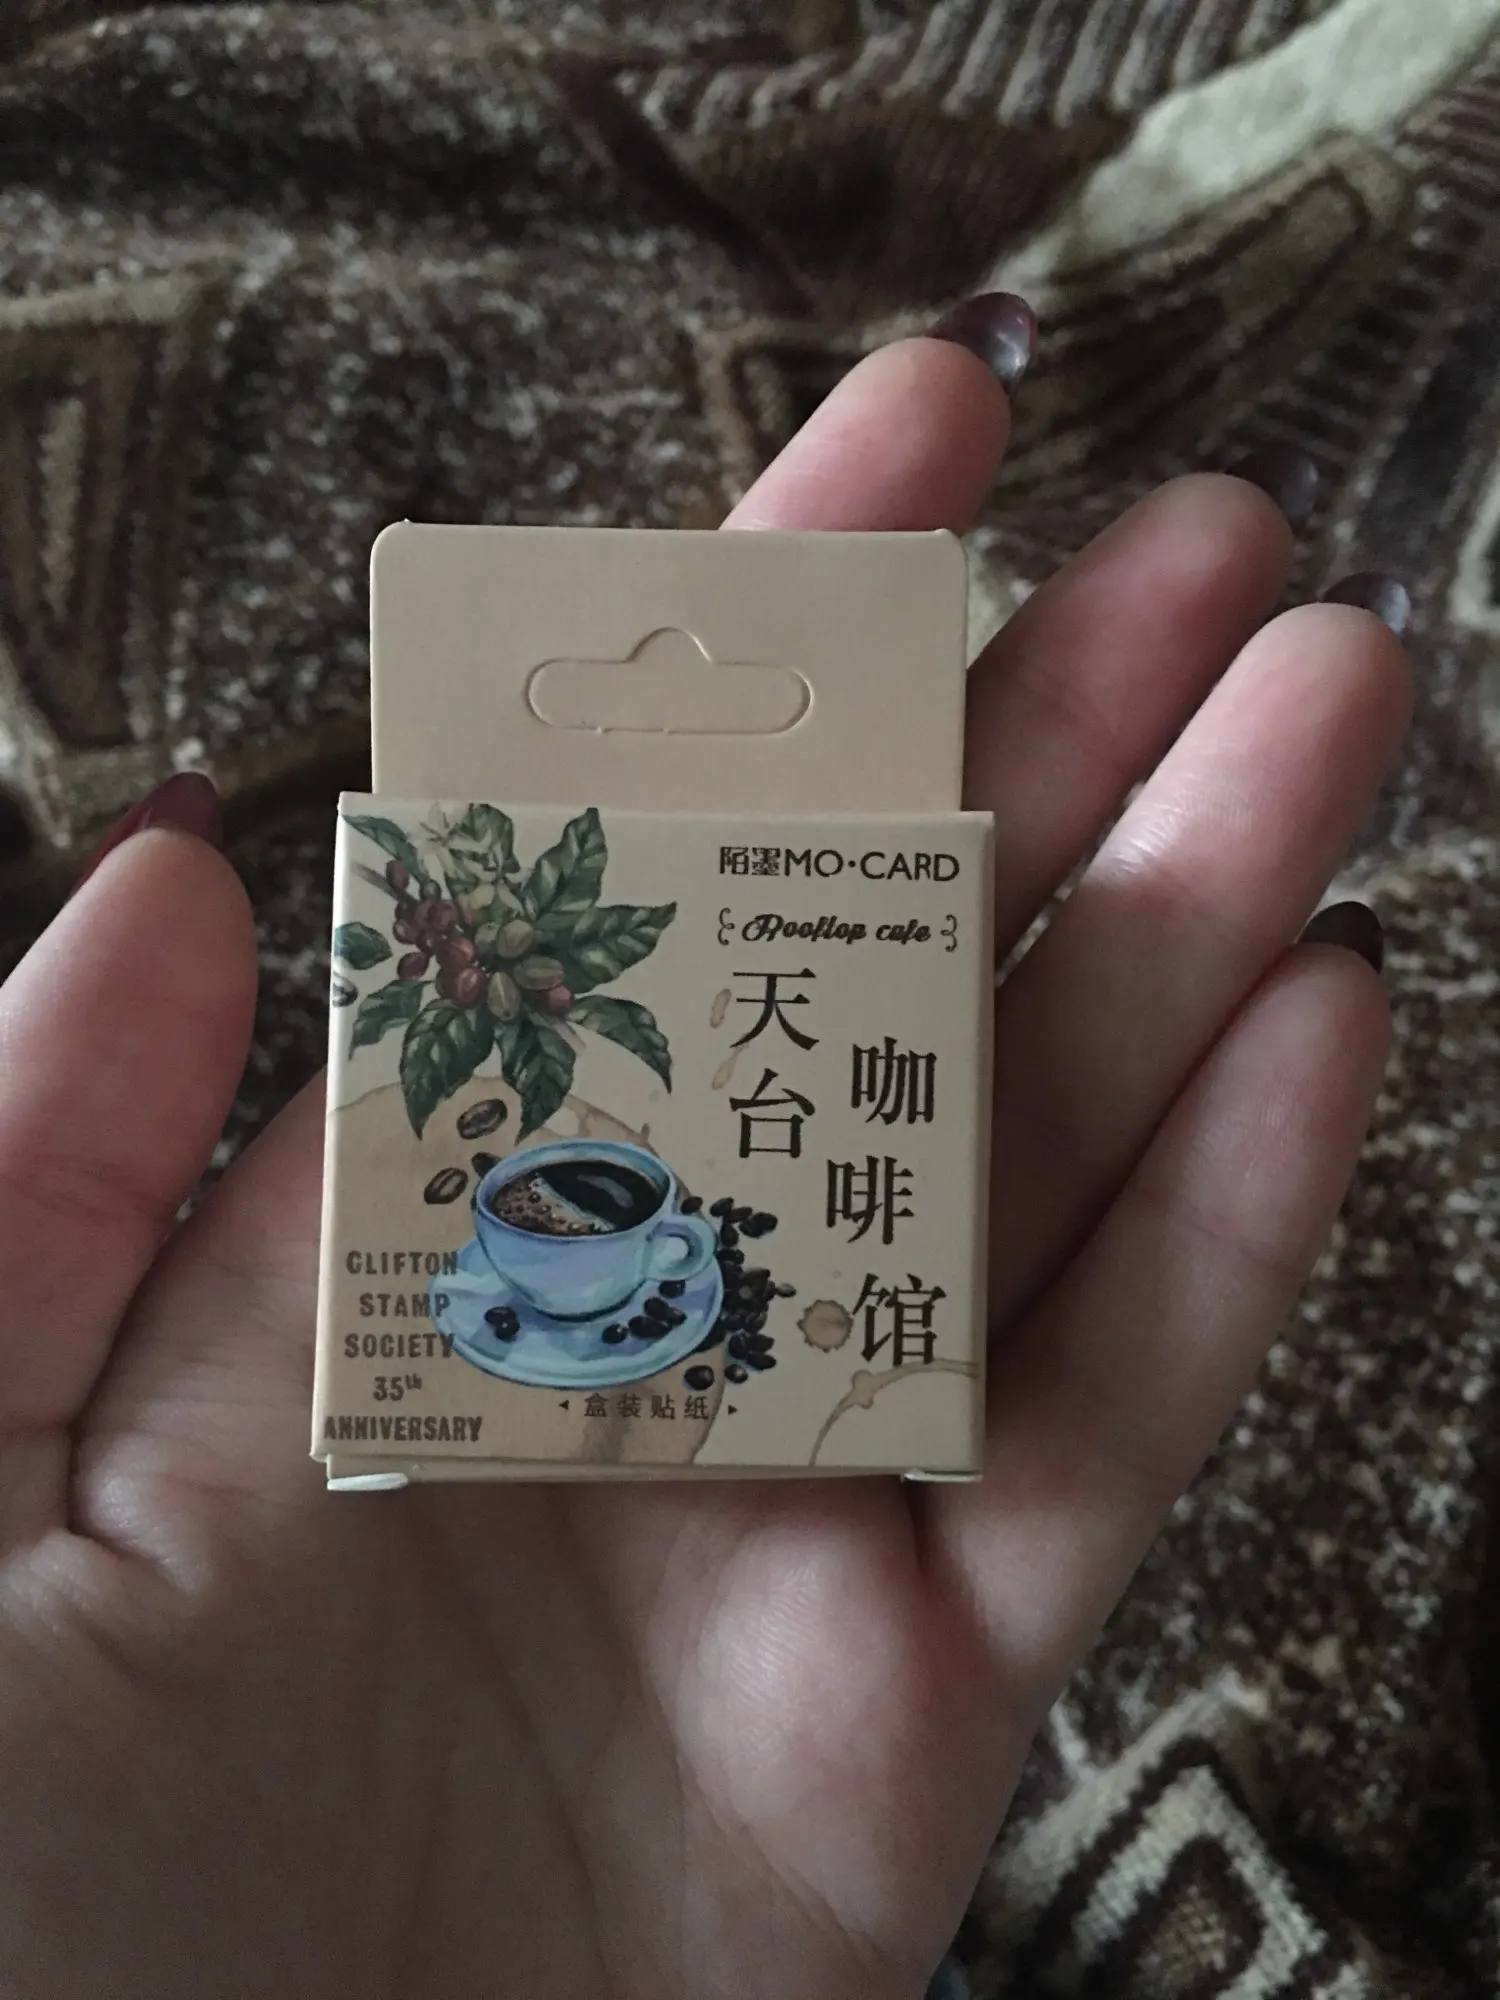 陌墨MO·CARD
Rooftop cafe
天台
咖啡馆
CLIFTON
STAMP
SOCIETY
35th
ANNIVERSARY
盒装贴纸